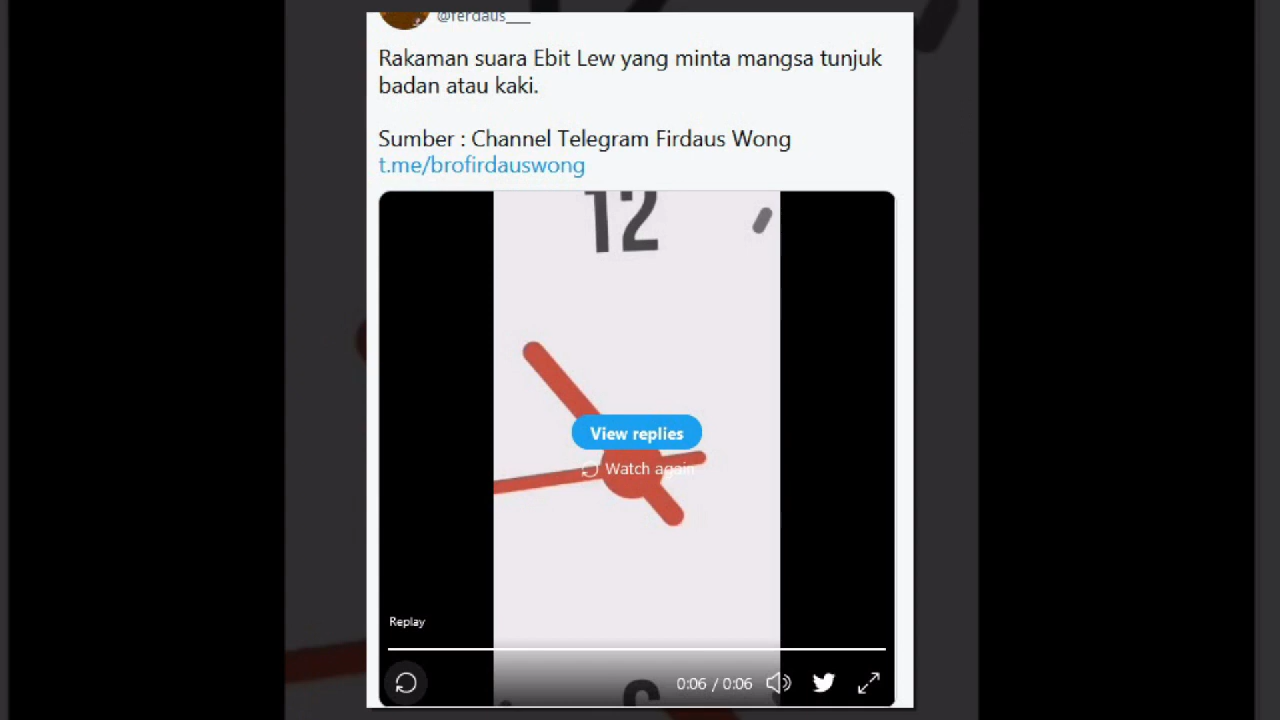 @ferdaus___
Rakaman suara Ebit Lew yang minta mangsa tunjuk
badan atau kaki.
Sumber : Channel Telegram Firdaus Wong
t.me/brofirdauswong
12
View replies
Watch again
Replay
0:06 / 0:06